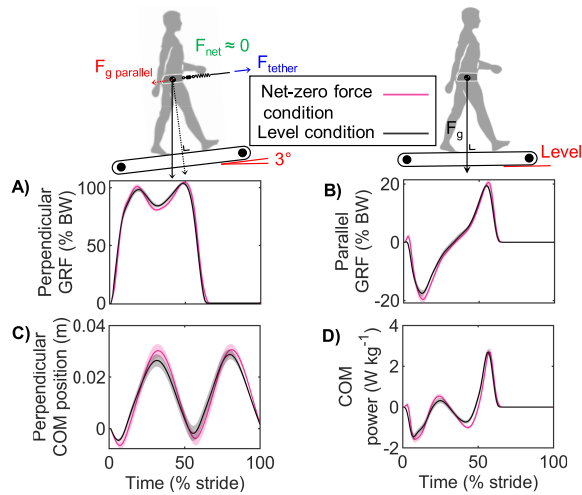 F_net ≈ 0
F_g parallel
F_tether
3°
Net-zero force
condition
Level condition
F_g
Level
A)
Perpendicular
GRF (% BW)
100
50
0
B)
Parallel
GRF (% BW)
20
0
-20
C)
Perpendicular
COM position (m)
0.04
0.02
0
0
50
100
Time (% stride)
D)
COM
power (W kg⁻¹)
4
2
0
-2
0
50
100
Time (% stride)